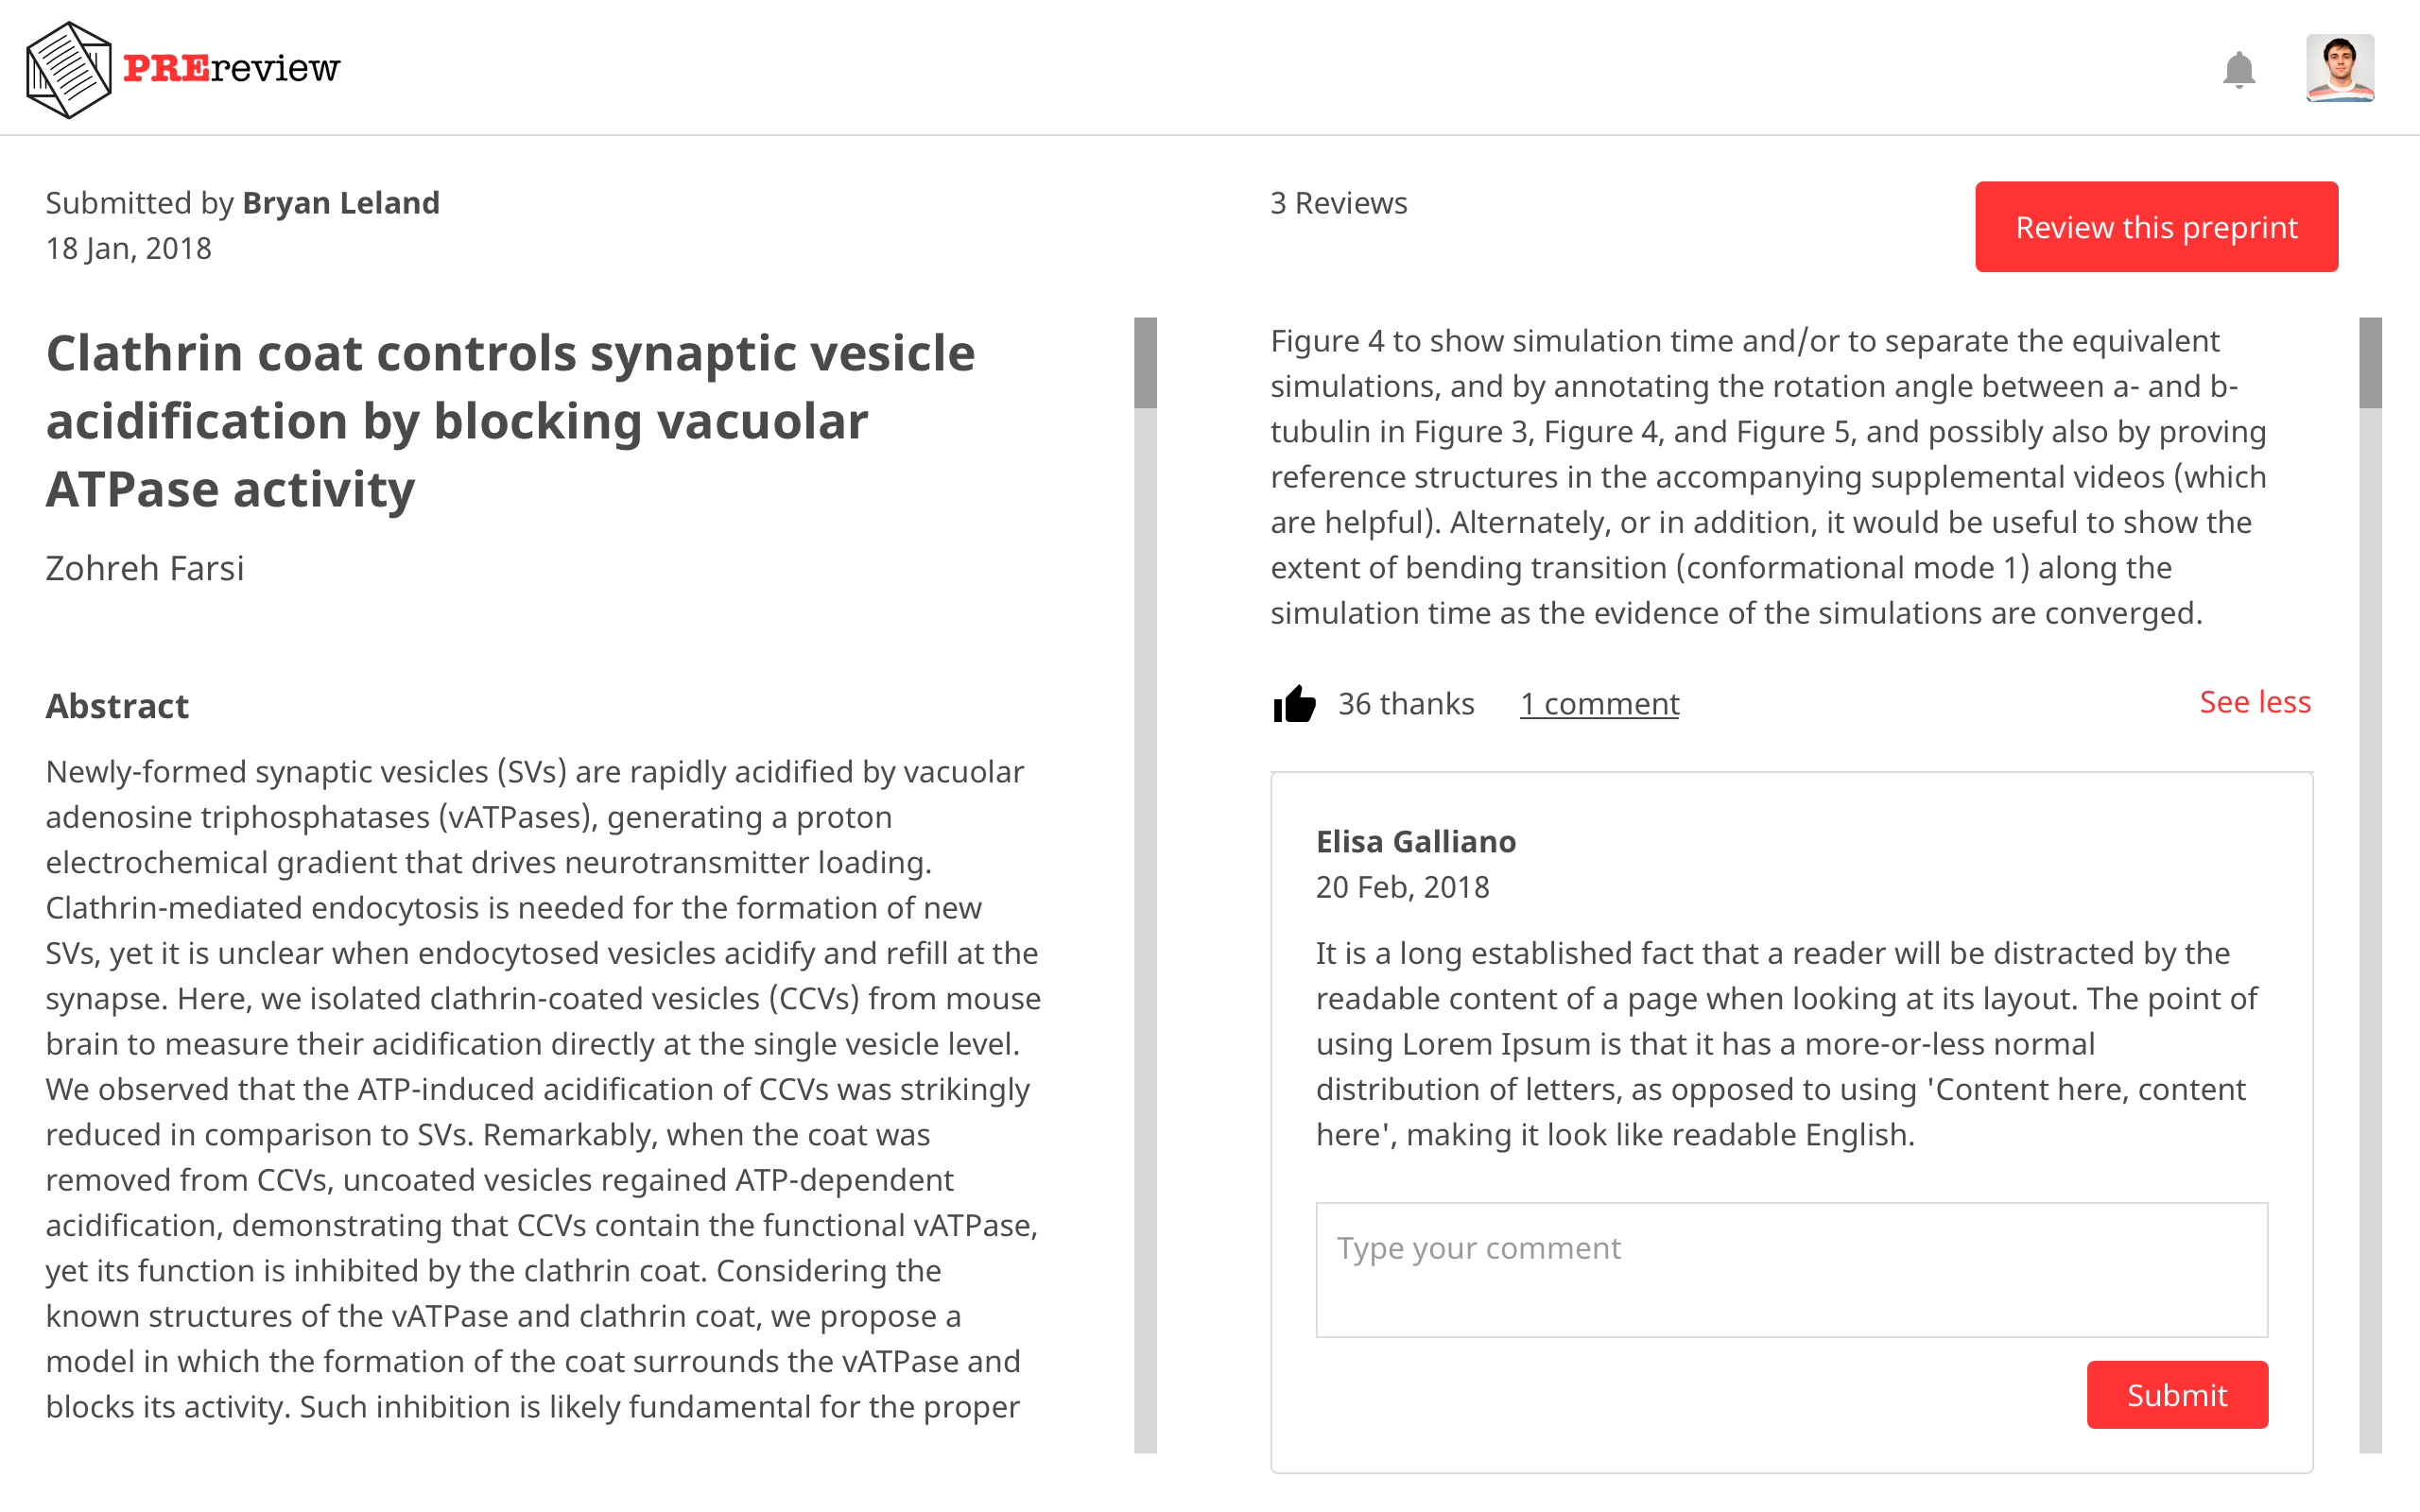 PREreview
Submitted by Bryan Leland
18 Jan, 2018
Clathrin coat controls synaptic vesicle
acidification by blocking vacuolar
ATPase activity
Zohreh Farsi
Abstract
Newly-formed synaptic vesicles (SVs) are rapidly acidified by vacuolar
adenosine triphosphatases (vATPases), generating a proton
electrochemical gradient that drives neurotransmitter loading.
Clathrin-mediated endocytosis is needed for the formation of new
SVs, yet it is unclear when endocytosed vesicles acidify and refill at the
synapse. Here, we isolated clathrin-coated vesicles (CCVs) from mouse
brain to measure their acidification directly at the single vesicle level.
We observed that the ATP-induced acidification of CCVs was strikingly
reduced in comparison to SVs. Remarkably, when the coat was
removed from CCVs, uncoated vesicles regained ATP-dependent
acidification, demonstrating that CCVs contain the functional vATPase,
yet its function is inhibited by the clathrin coat. Considering the
known structures of the vATPase and clathrin coat, we propose a
model in which the formation of the coat surrounds the vATPase and
blocks its activity. Such inhibition is likely fundamental for the proper
3 Reviews
Review this preprint
Figure 4 to show simulation time and/or to separate the equivalent
simulations, and by annotating the rotation angle between a- and b-
tubulin in Figure 3, Figure 4, and Figure 5, and possibly also by proving
reference structures in the accompanying supplemental videos (which
are helpful). Alternately, or in addition, it would be useful to show the
extent of bending transition (conformational mode 1) along the
simulation time as the evidence of the simulations are converged.
36 thanks
1 comment
See less
Elisa Galliano
20 Feb, 2018
It is a long established fact that a reader will be distracted by the
readable content of a page when looking at its layout. The point of
using Lorem Ipsum is that it has a more-or-less normal
distribution of letters, as opposed to using 'Content here, content
here', making it look like readable English.
Type your comment
Submit